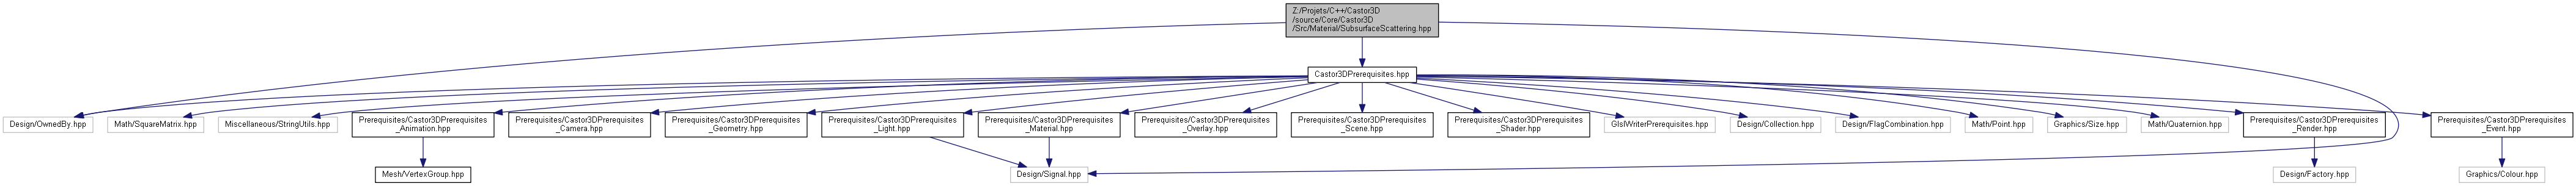 Z:/Projets/C++/Castor3D
/source/Core/Castor3D
/Src/Material/SubsurfaceScattering.hpp
Castor3DPrerequisites.hpp
Design/OwnedBy.hpp
Math/SquareMatrix.hpp
Miscellaneous/StringUtils.hpp
Prerequisites/Castor3DPrerequisites
_Animation.hpp
Prerequisites/Castor3DPrerequisites
_Camera.hpp
Prerequisites/Castor3DPrerequisites
_Geometry.hpp
Prerequisites/Castor3DPrerequisites
_Light.hpp
Prerequisites/Castor3DPrerequisites
_Material.hpp
Prerequisites/Castor3DPrerequisites
_Overlay.hpp
Prerequisites/Castor3DPrerequisites
_Scene.hpp
Prerequisites/Castor3DPrerequisites
_Shader.hpp
GlslWriterPrerequisites.hpp
Design/Collection.hpp
Design/FlagCombination.hpp
Math/Point.hpp
Graphics/Size.hpp
Math/Quaternion.hpp
Prerequisites/Castor3DPrerequisites
_Render.hpp
Prerequisites/Castor3DPrerequisites
_Event.hpp
Mesh/VertexGroup.hpp
Design/Signal.hpp
Design/Factory.hpp
Graphics/Colour.hpp